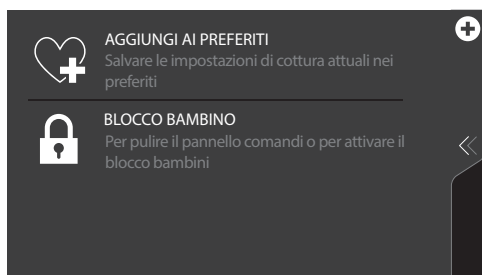 AGGIUNGI AI PREFERITI
Salvare le impostazioni di cottura attuali nei
preferiti
BLOCCO BAMBINO
Per pulire il pannello comandi o per attivare il
blocco bambini